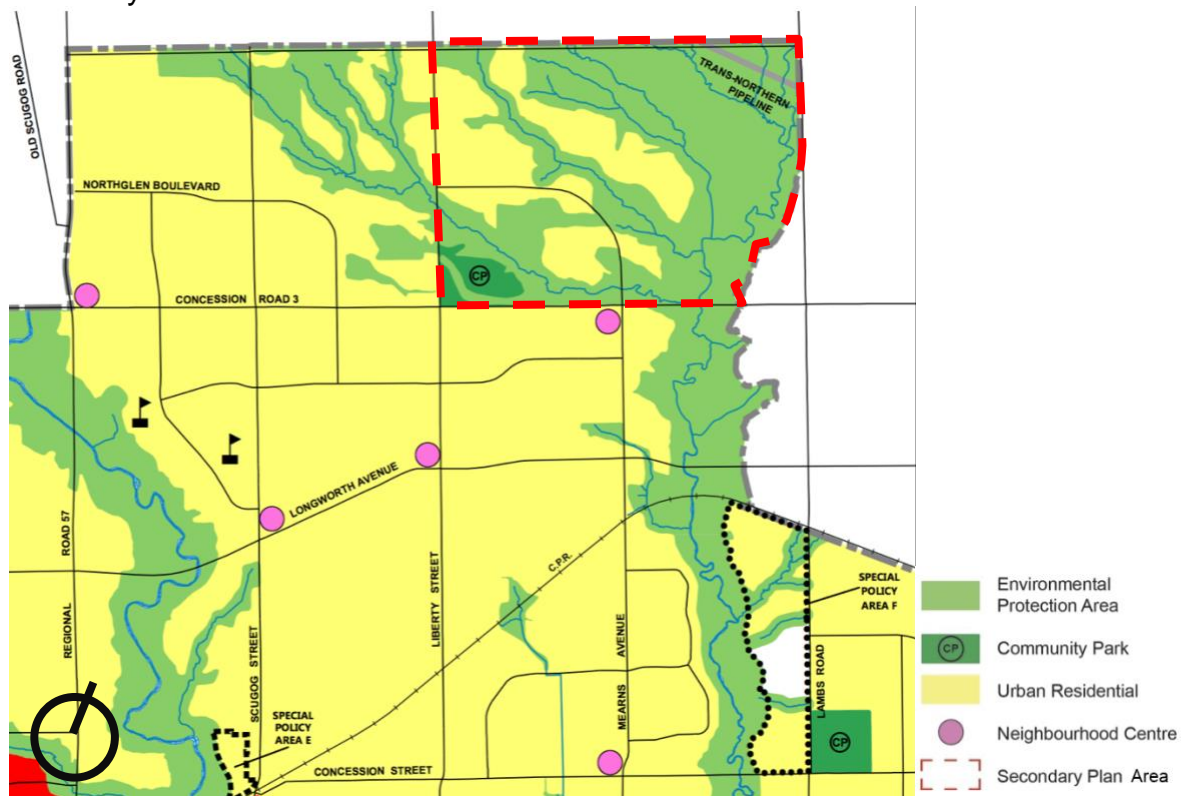 OLD SCUGOG ROAD
TRANS-NORTHERN
PIPELINE
NORTHGLEN BOULEVARD
CP
CONCESSION ROAD 3
LONGWORTH AVENUE
REGIONAL ROAD 57
SCUGOG STREET
LIBERTY STREET
C.P.R.
MEARNS AVENUE
LAMBS ROAD
SPECIAL
POLICY
AREA F
SPECIAL
POLICY
AREA E
CONCESSION STREET
CP
Environmental
Protection Area
CP
Community Park
Urban Residential
Neighbourhood Centre
Secondary Plan Area